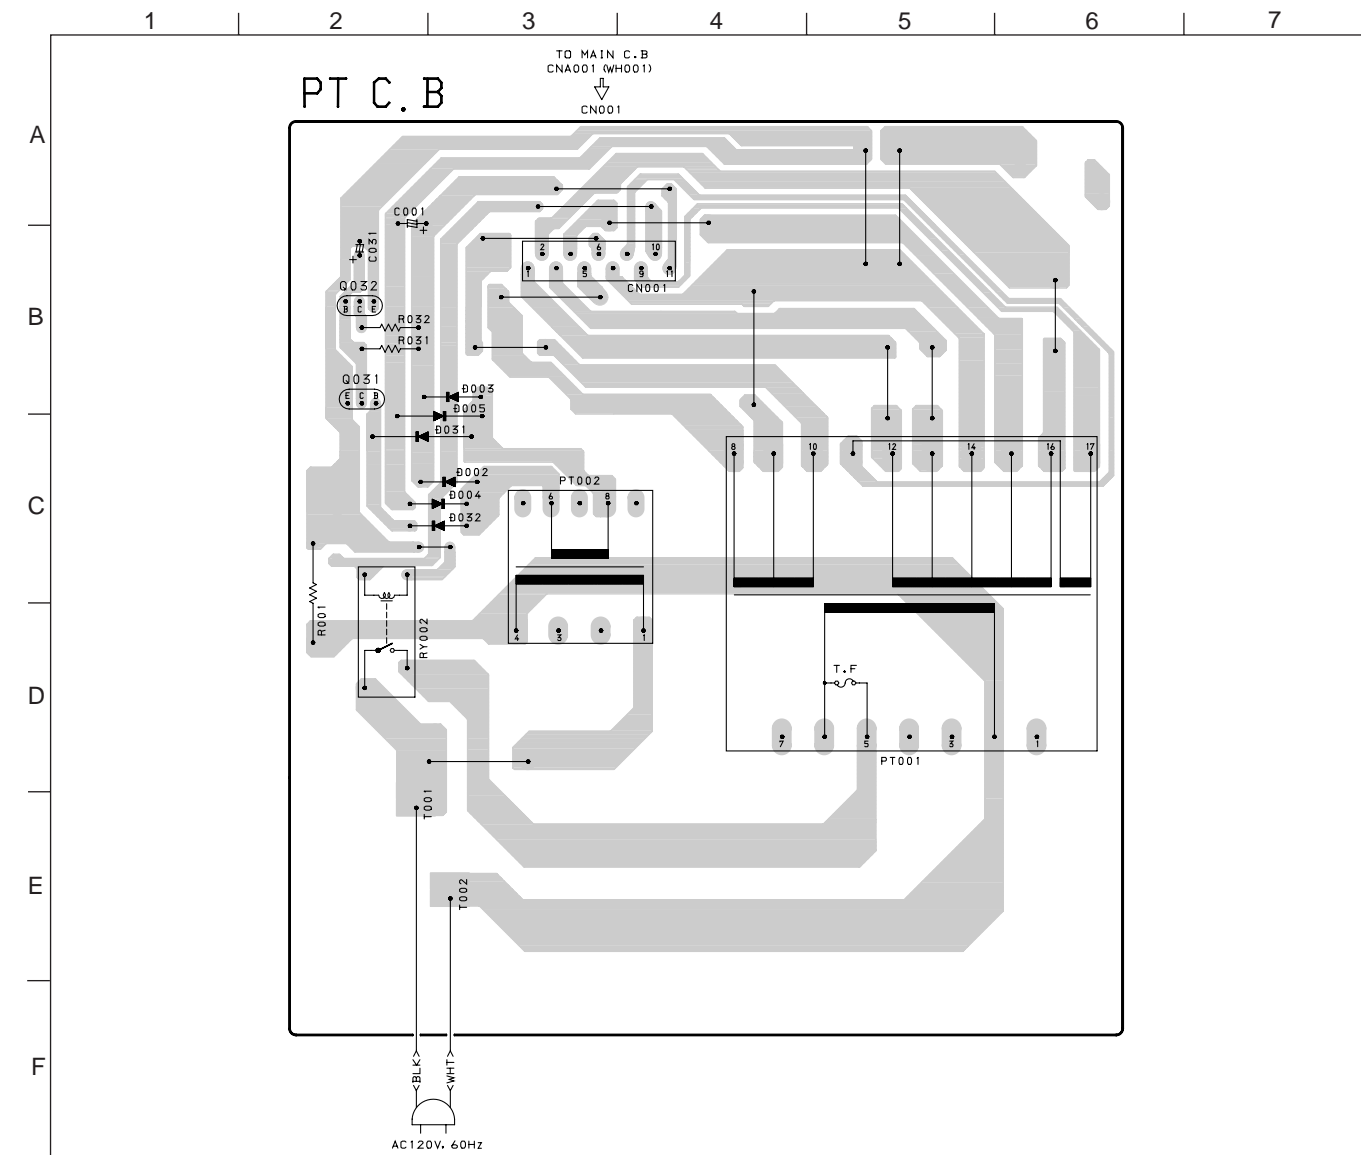 1 2 3 4 5 6 7
TO MAIN C.B
CNA001 (WH001)
CN001
PT C.B
A
C001
+
C031
+
2 6 10
1 5 9 11
CN001
Q032
B C E
B
R032
R031
Q031
E C B
D003
D005
D031
8 10 12 14 16 17
D002
PT002
6 8
C
D004
D032
R001
RY002
4 3 1
T.F
D
7 5 3 1
PT001
T001
E
T002
F
<BLK>
<WHT>
AC120V, 60Hz